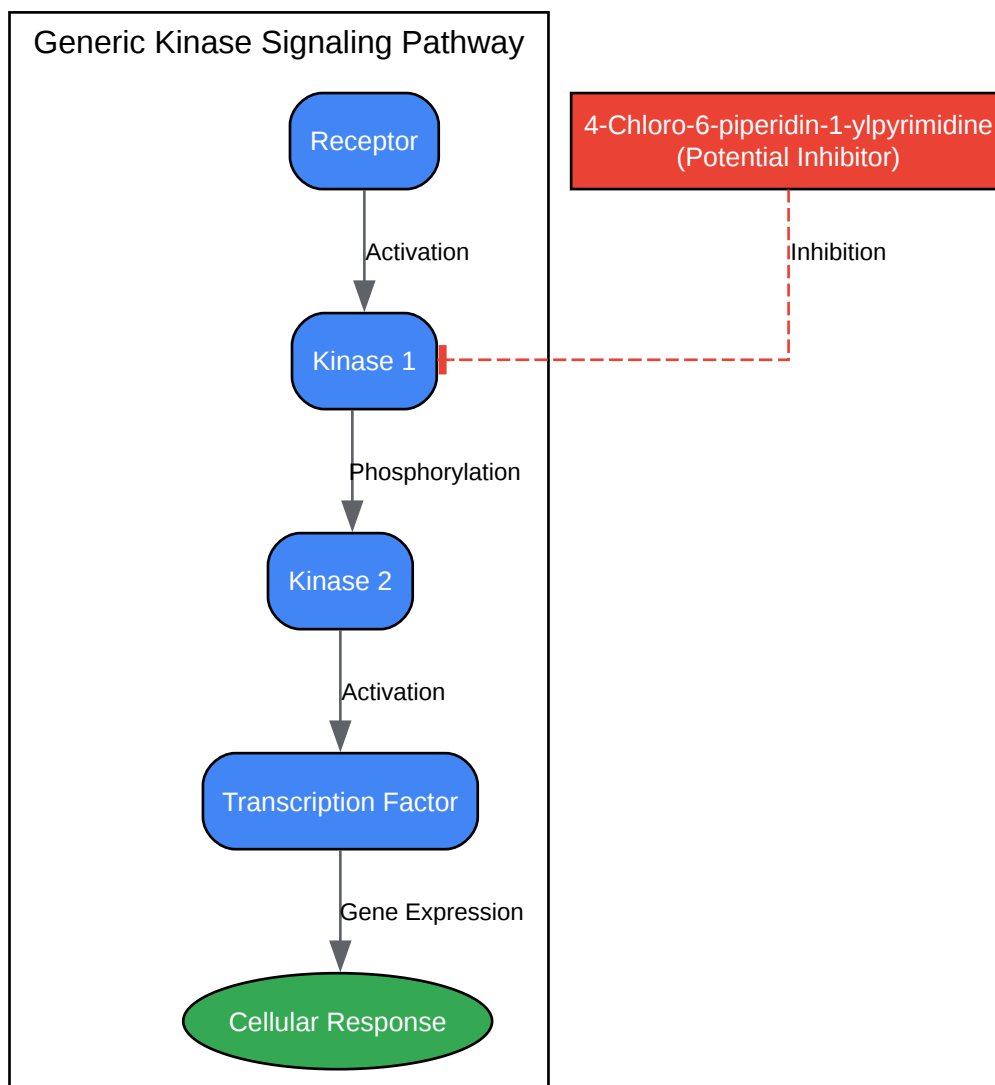 Generic Kinase Signaling Pathway
Receptor
4-Chloro-6-piperidin-1-ylpyrimidine
(Potential Inhibitor)
Activation
Inhibition
Kinase 1
Phosphorylation
Kinase 2
Activation
Transcription Factor
Gene Expression
Cellular Response